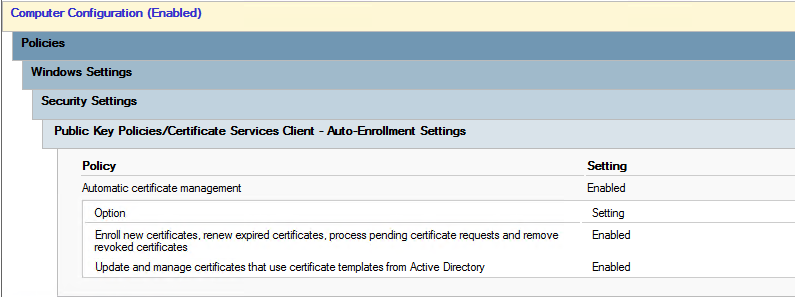 Computer Configuration (Enabled)
Policies
Windows Settings
Security Settings
Public Key Policies/Certificate Services Client - Auto-Enrollment Settings
Policy Setting
Automatic certificate management Enabled
Option Setting
Enroll new certificates, renew expired certificates, process pending certificate requests and remove Enabled
revoked certificates
Update and manage certificates that use certificate templates from Active Directory Enabled